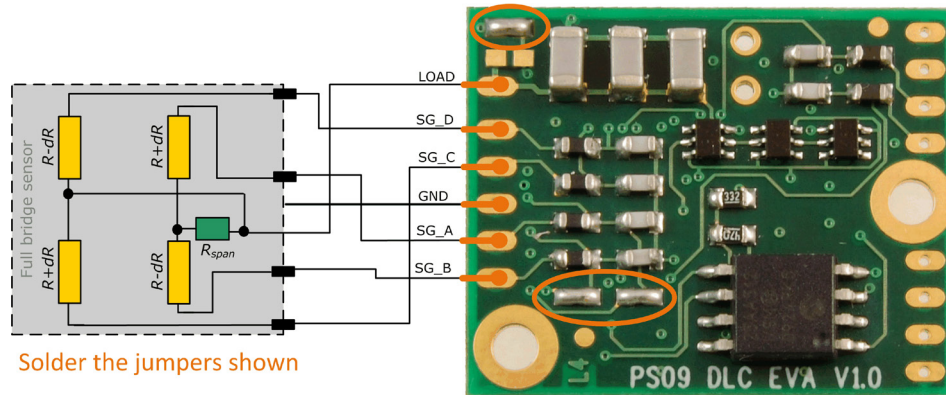 LOAD
SG_D
SG_C
GND
SG_A
SG_B
Full bridge sensor
R-dR
R+dR
R+dR
R-dR
Rspan
Solder the jumpers shown
332
470
L4
PS09 DLC EVA V1.0